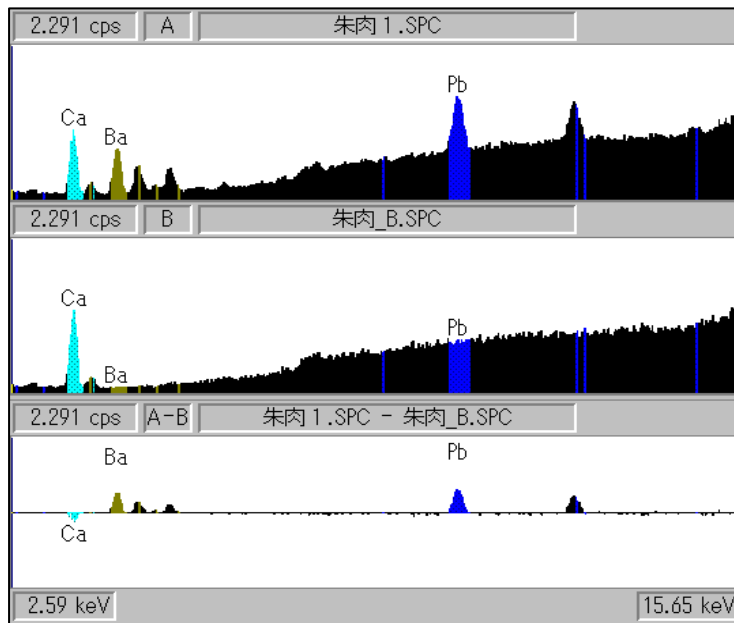 2.291 cps A 朱肉1.SPC
Pb
Ca
Ba
2.291 cps B 朱肉_B.SPC
Ca
Pb
Ba
2.291 cps A-B 朱肉1.SPC - 朱肉_B.SPC
Ba Pb
Ca
2.59 keV 15.65 keV